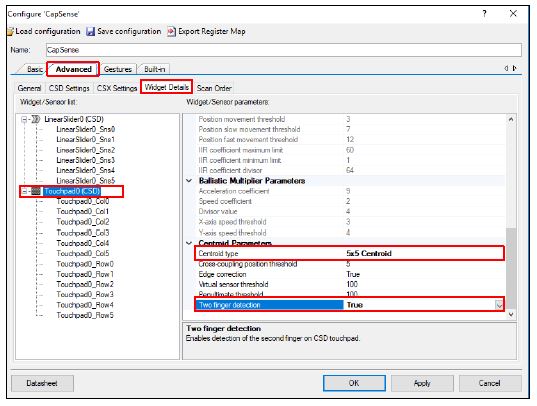 Configure 'CapSense'
? X
Load configuration Save configuration Export Register Map
Name: CapSense
Basic Advanced Gestures Built-in
General CSD Settings CSX Settings Widget Details Scan Order
Widget/Sensor list: Widget/Sensor parameters:
LinearSlider0 (CSD)
LinearSlider0_Sns0
LinearSlider0_Sns1
LinearSlider0_Sns2
LinearSlider0_Sns3
LinearSlider0_Sns4
LinearSlider0_Sns5
Touchpad0 (CSD)
Touchpad0_Col0
Touchpad0_Col1
Touchpad0_Col2
Touchpad0_Col3
Touchpad0_Col4
Touchpad0_Col5
Touchpad0_Row0
Touchpad0_Row1
Touchpad0_Row2
Touchpad0_Row3
Touchpad0_Row4
Touchpad0_Row5
Position movement threshold 3
Position slow movement threshold 7
Position fast movement threshold 12
IIR coefficient maximum limit 60
IIR coefficient minimum limit 1
IIR coefficient divisor 64
Ballistic Multiplier Parameters
Acceleration coefficient 9
Speed coefficient 2
Divisor value 4
X-axis speed threshold 3
Y-axis speed threshold 4
Centroid Parameters
Centroid type 5x5 Centroid
Cross-coupling position threshold 5
Edge correction True
Virtual sensor threshold 100
Penultimate threshold 100
Two finger detection True
Two finger detection
Enables detection of the second finger on CSD touchpad.
Datasheet OK Apply Cancel